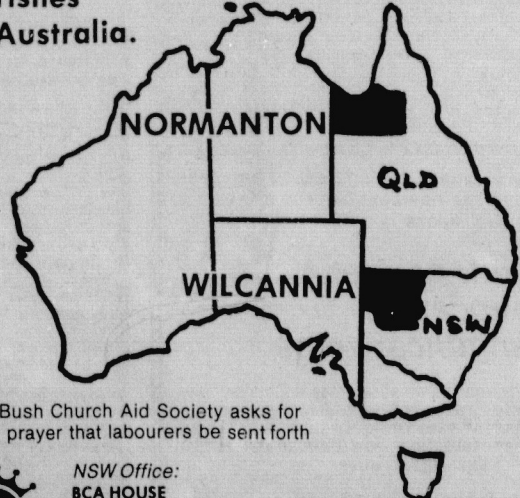 rishes
Australia.
NORMANTON
QLD
WILCANNIA
NSW
Bush Church Aid Society asks for
prayer that labourers be sent forth
NSW Office:
BCA HOUSE